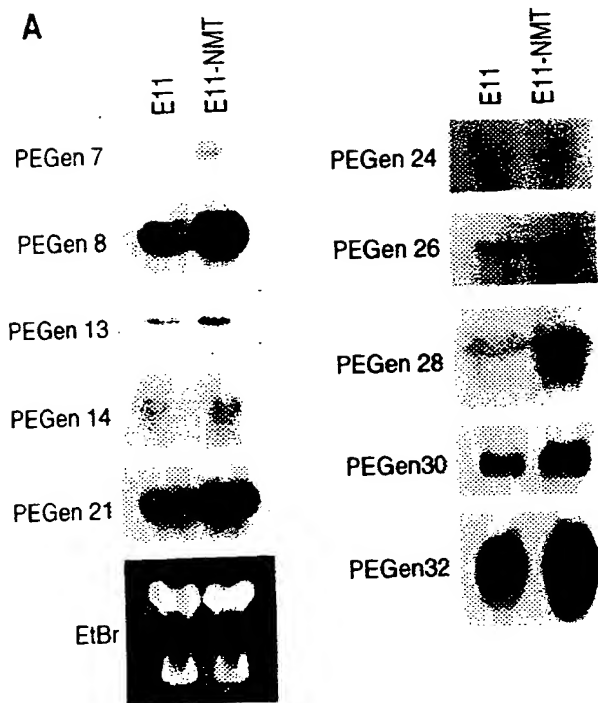 A
E11
E11-NMT
PEGen 7
PEGen 8
PEGen 13
PEGen 14
PEGen 21
EtBr
E11
E11-NMT
PEGen 24
PEGen 26
PEGen 28
PEGen30
PEGen32